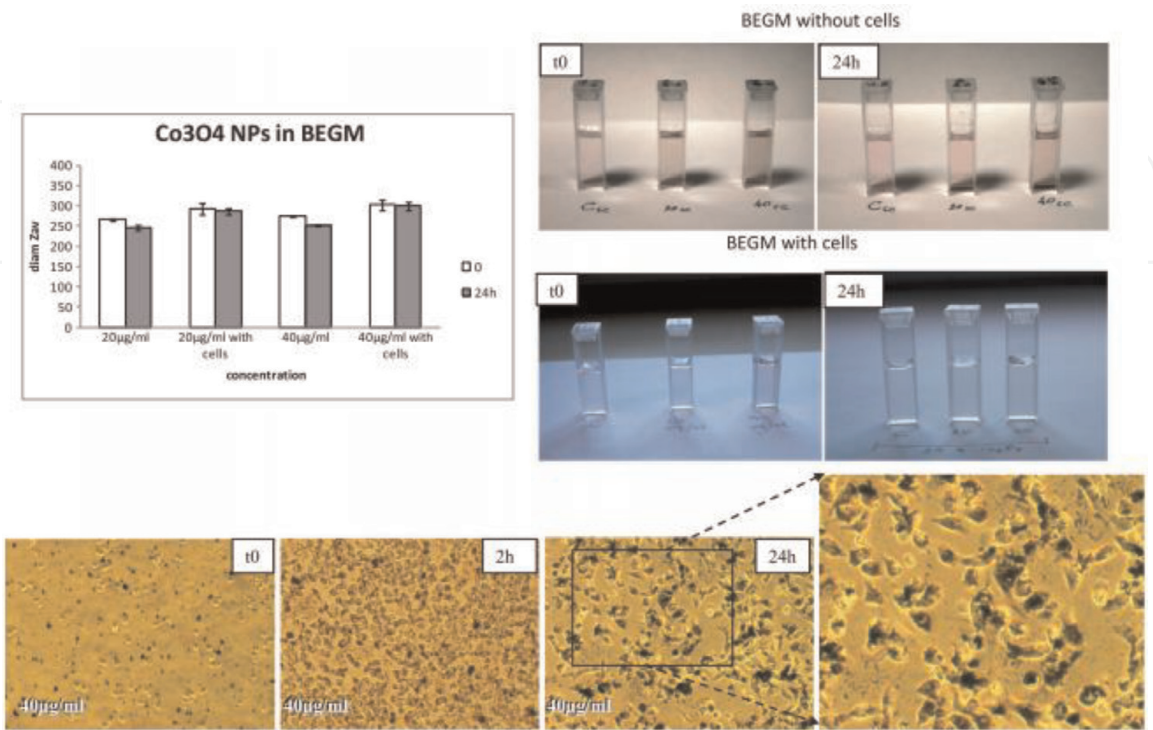 BEGM without cells
t0
24h
Co3O4 NPs in BEGM
400
350
300
250
200
150
100
50
0
diam Zav
20µg/ml
20µg/ml with
cells
40µg/ml
40µg/ml with
cells
concentration
0
24h
BEGM with cells
t0
24h
t0
2h
24h
40µg/ml
40µg/ml
40µg/ml